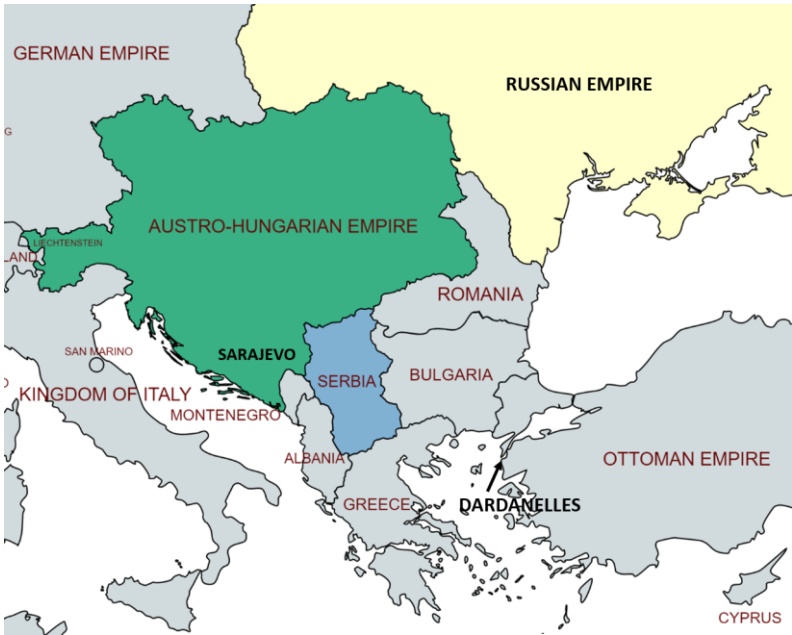 GERMAN EMPIRE
RUSSIAN EMPIRE
G
AUSTRO-HUNGARIAN EMPIRE
LIECHTENSTEIN
LAND
ROMANIA
SAN MARINO
SARAJEVO
SERBIA
BULGARIA
KINGDOM OF ITALY
MONTENEGRO
ALBANIA
OTTOMAN EMPIRE
GREECE
DARDANELLES
CYPRUS